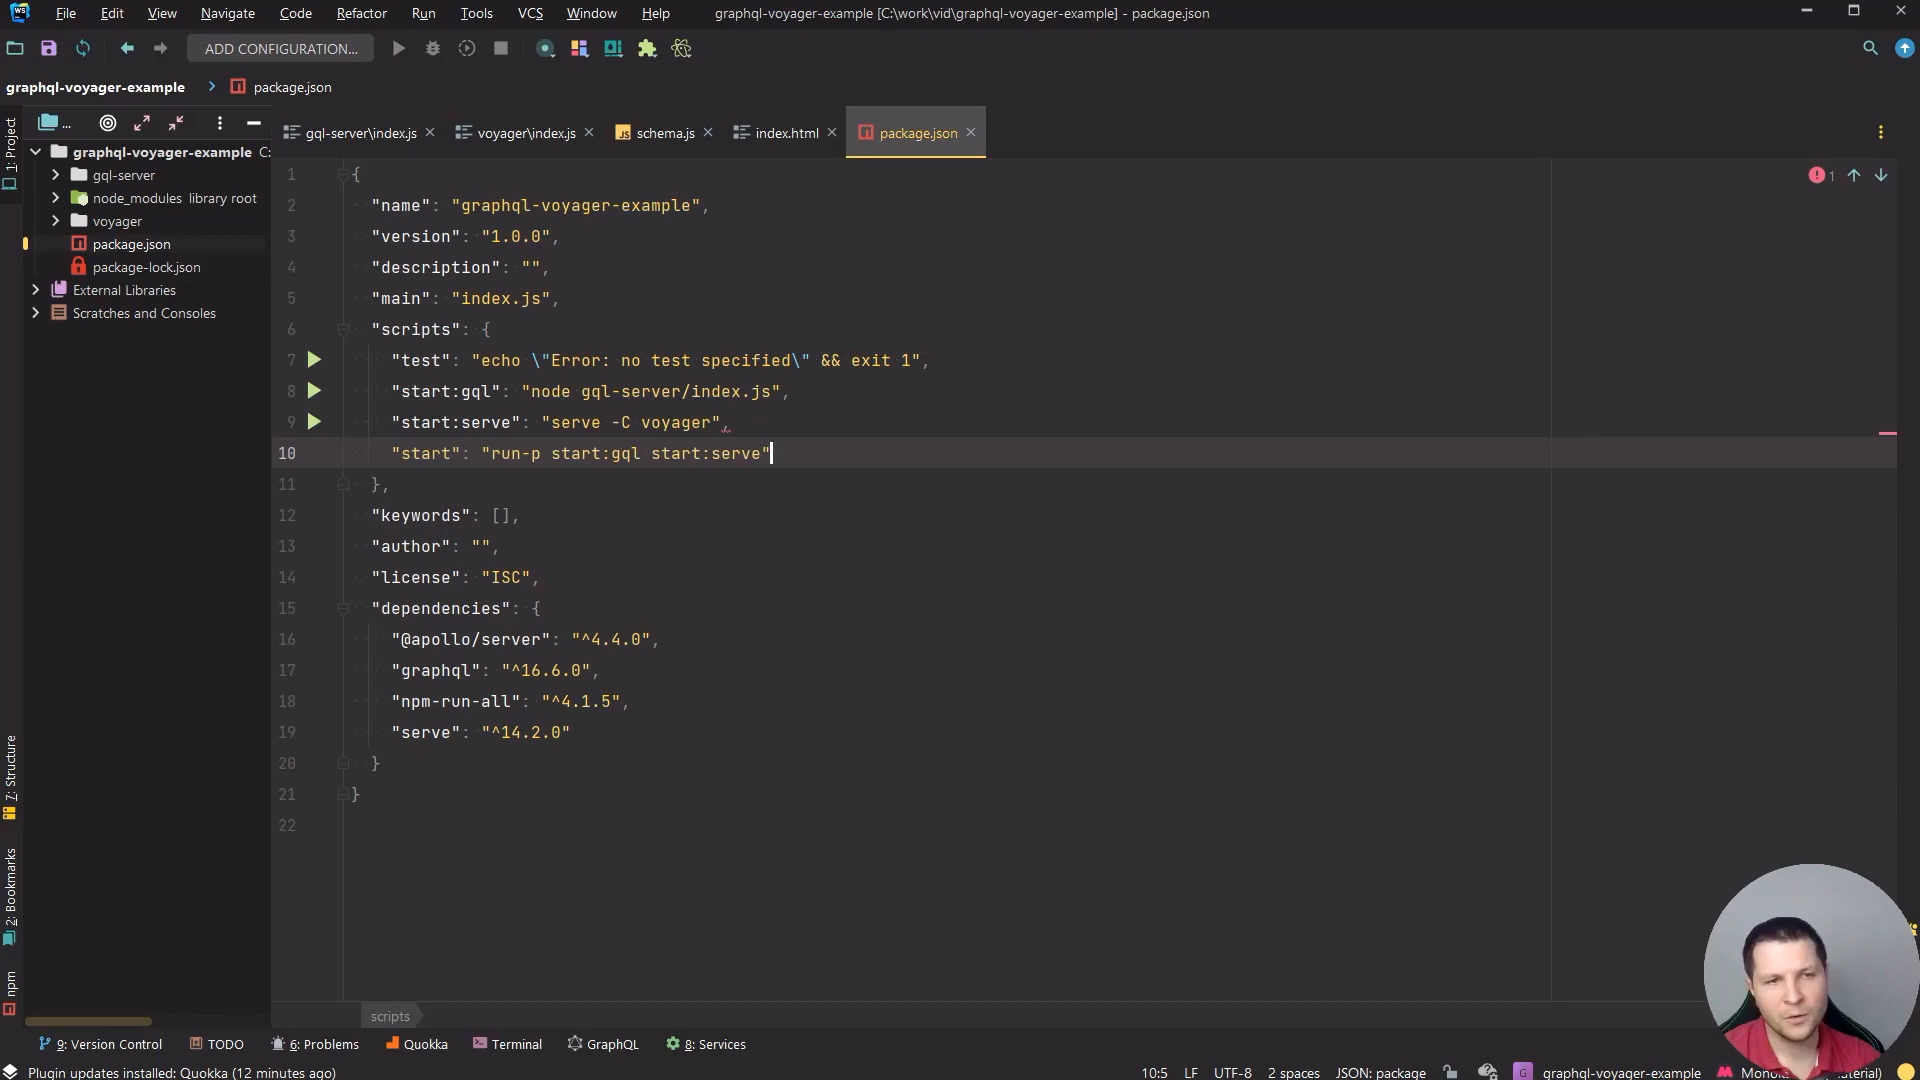 File Edit View Navigate Code Refactor Run Tools VCS Window Help graphql-voyager-example [C:\work\vid\graphql-voyager-example] - package.json
ADD CONFIGURATION...
graphql-voyager-example package.json
1: Project
...
gql-server\index.js voyager\index.js schema.js index.html package.json
graphql-voyager-example C:
gql-server
node_modules library root
voyager
package.json
package-lock.json
External Libraries
Scratches and Consoles
1 {
2 "name": "graphql-voyager-example",
3 "version": "1.0.0",
4 "description": "",
5 "main": "index.js",
6 "scripts": {
7 "test": "echo \"Error: no test specified\" && exit 1",
8 "start:gql": "node gql-server/index.js",
9 "start:serve": "serve -C voyager",
10 "start": "run-p start:gql start:serve"
11 },
12 "keywords": [],
13 "author": "",
14 "license": "ISC",
15 "dependencies": {
16 "@apollo/server": "^4.4.0",
17 "graphql": "^16.6.0",
18 "npm-run-all": "^4.1.5",
19 "serve": "^14.2.0"
20 }
21 }
22
1
7: Structure
2: Bookmarks
npm
scripts
9: Version Control TODO 6: Problems Quokka Terminal GraphQL 8: Services
Plugin updates installed: Quokka (12 minutes ago) 10:5 LF UTF-8 2 spaces JSON: package graphql-voyager-example